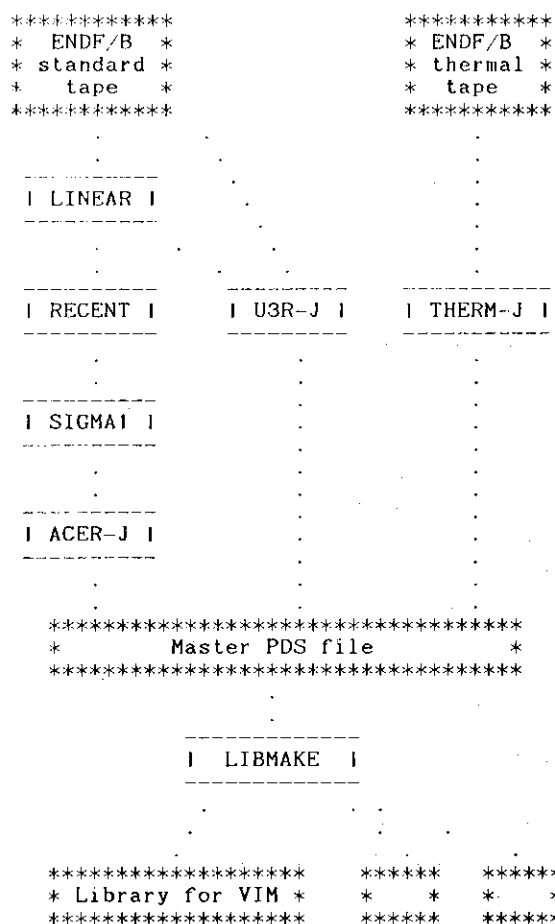 ENDF/B
standard
tape
ENDF/B
thermal
tape
LINEAR
RECENT
U3R-J
THERM-J
SIGMA1
ACER-J
Master PDS file
LIBMAKE
Library for VIM